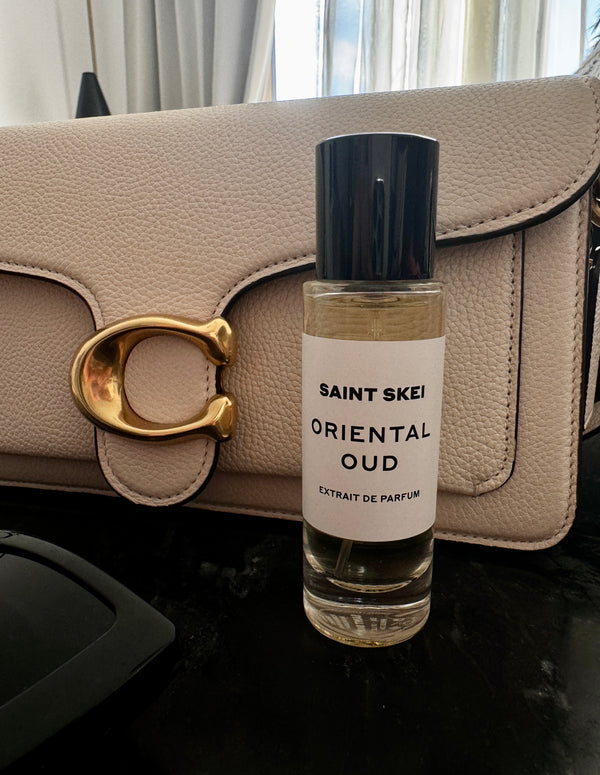 SAINT SKEI
ORIENTAL
OUD
EXTRAIT DE PARFUM